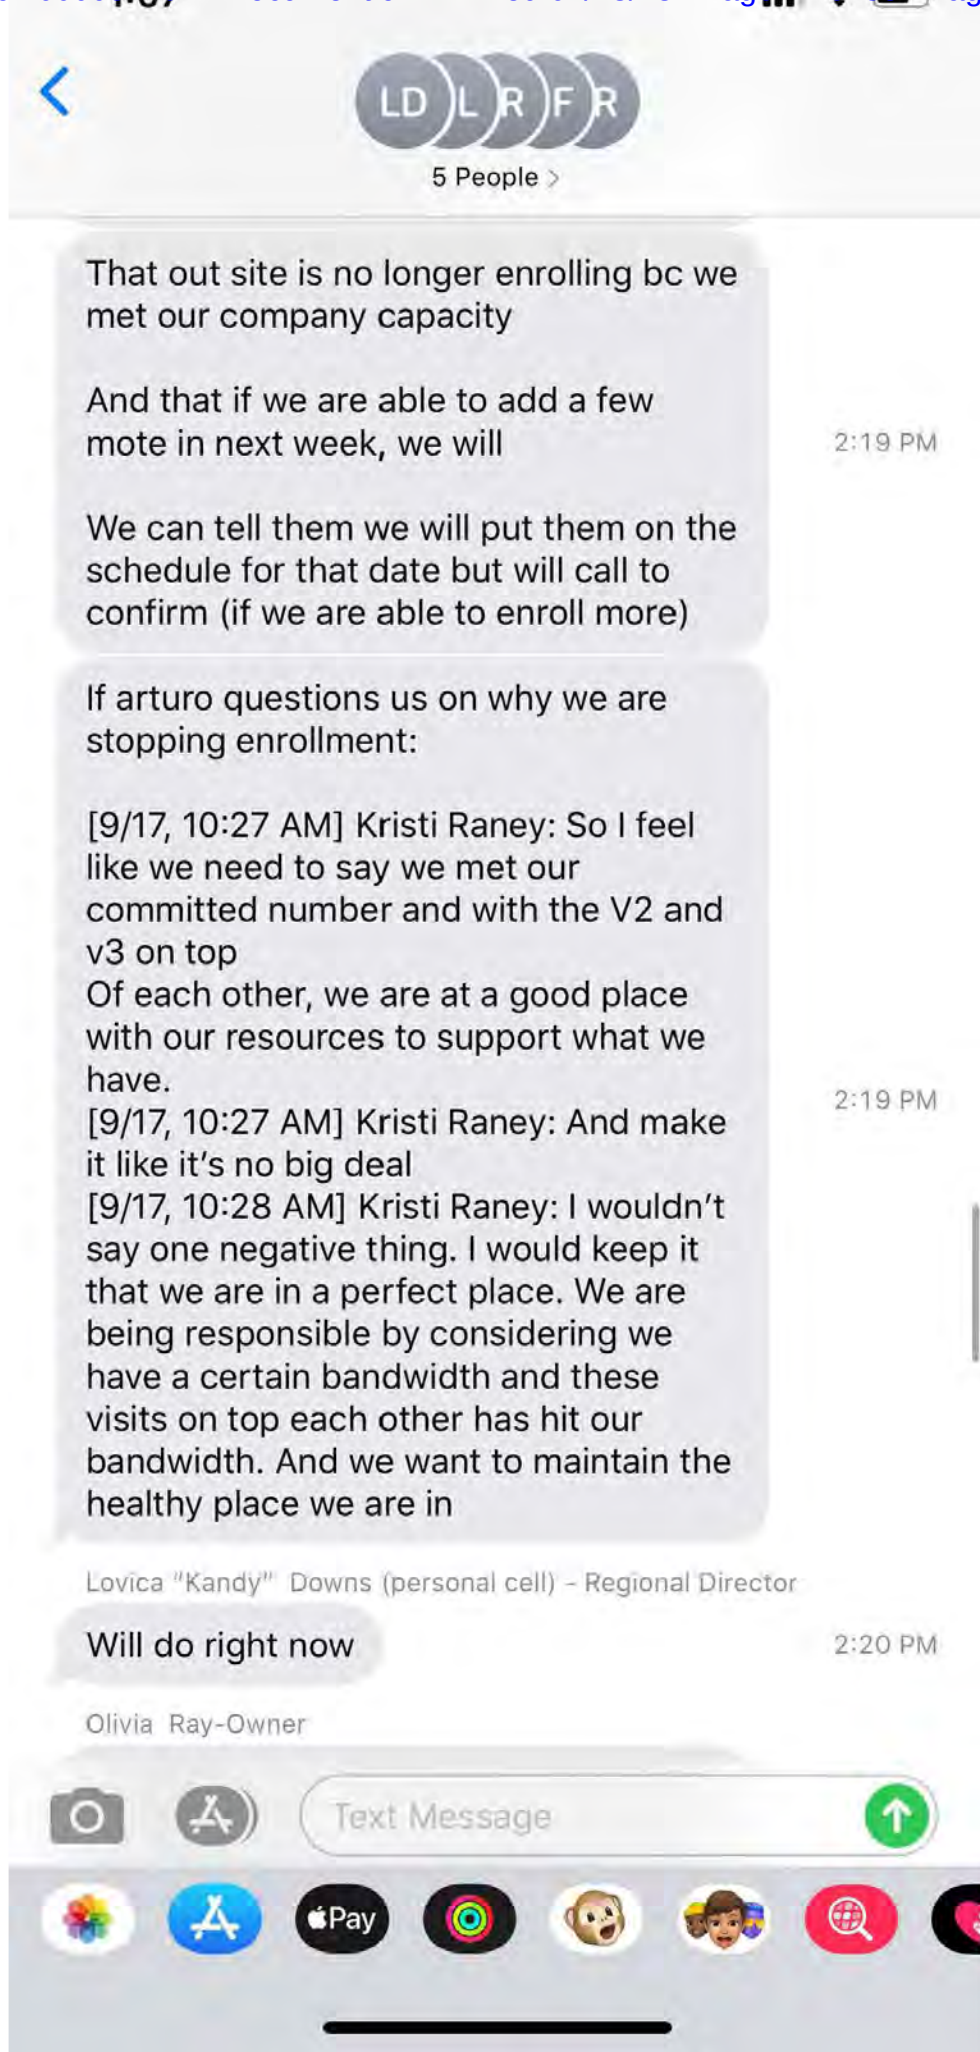 LD L R F R
5 People >
That out site is no longer enrolling bc we
met our company capacity
And that if we are able to add a few
mote in next week, we will
2:19 PM
We can tell them we will put them on the
schedule for that date but will call to
confirm (if we are able to enroll more)
If arturo questions us on why we are
stopping enrollment:
[9/17, 10:27 AM] Kristi Raney: So I feel
like we need to say we met our
committed number and with the V2 and
v3 on top
Of each other, we are at a good place
with our resources to support what we
have.
2:19 PM
[9/17, 10:27 AM] Kristi Raney: And make
it like it's no big deal
[9/17, 10:28 AM] Kristi Raney: I wouldn't
say one negative thing. I would keep it
that we are in a perfect place. We are
being responsible by considering we
have a certain bandwidth and these
visits on top each other has hit our
bandwidth. And we want to maintain the
healthy place we are in
Lovica "Kandy" Downs (personal cell) - Regional Director
Will do right now
2:20 PM
Olivia Ray-Owner
Text Message
Pay